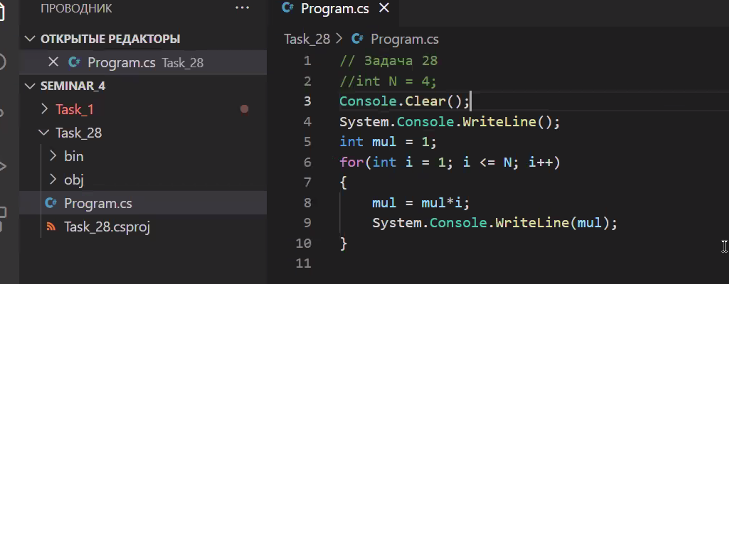 ПРОВОДНИК ...
ОТКРЫТЫЕ РЕДАКТОРЫ
Program.cs Task_28
SEMINAR_4
Task_1
Task_28
bin
obj
Program.cs
Task_28.csproj
Program.cs
Task_28 > Program.cs
1 // Задача 28
2 //int N = 4;
3 Console.Clear();
4 System.Console.WriteLine();
5 int mul = 1;
6 for(int i = 1; i <= N; i++)
7 {
8 mul = mul*i;
9 System.Console.WriteLine(mul);
10 }
11